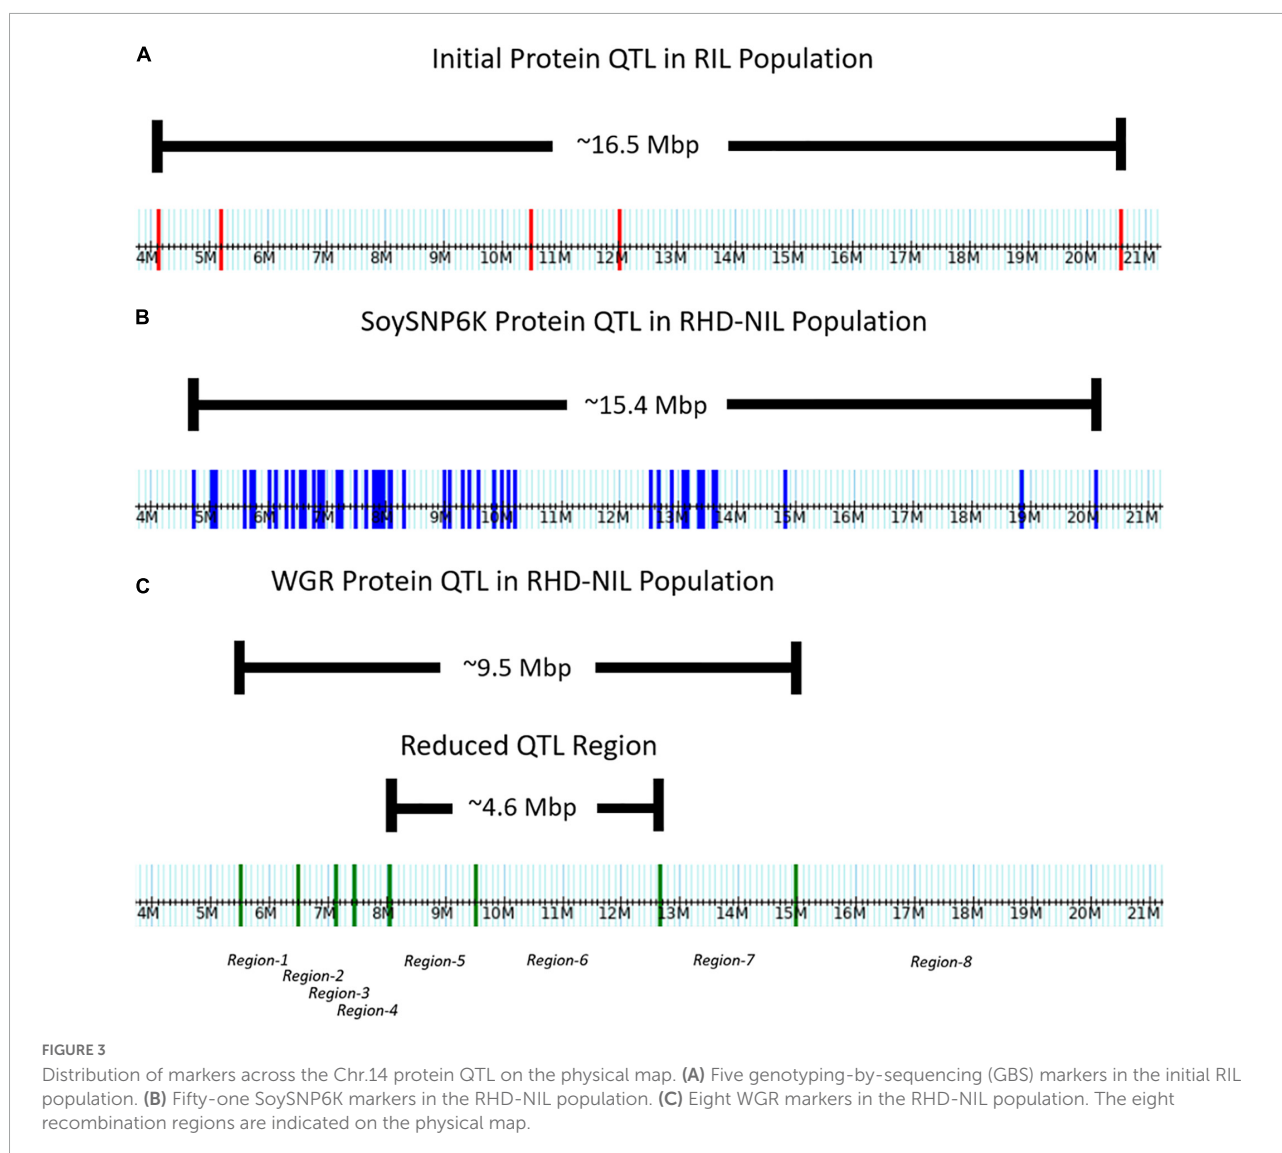 A
Initial Protein QTL in RIL Population
~16.5 Mbp
4M 5M 6M 7M 8M 9M 10M 11M 12M 13M 14M 15M 16M 17M 18M 19M 20M 21M
B
SoySNP6K Protein QTL in RHD-NIL Population
~15.4 Mbp
4M 5M 6M 7M 8M 9M 10M 11M 12M 13M 14M 15M 16M 17M 18M 19M 20M 21M
C
WGR Protein QTL in RHD-NIL Population
~9.5 Mbp
Reduced QTL Region
~4.6 Mbp
4M 5M 6M 7M 8M 9M 10M 11M 12M 13M 14M 15M 16M 17M 18M 19M 20M 21M
Region-1 Region-5 Region-6 Region-7 Region-8
Region-2
Region-3
Region-4
FIGURE 3
Distribution of markers across the Chr.14 protein QTL on the physical map. (A) Five genotyping-by-sequencing (GBS) markers in the initial RIL
population. (B) Fifty-one SoySNP6K markers in the RHD-NIL population. (C) Eight WGR markers in the RHD-NIL population. The eight
recombination regions are indicated on the physical map.